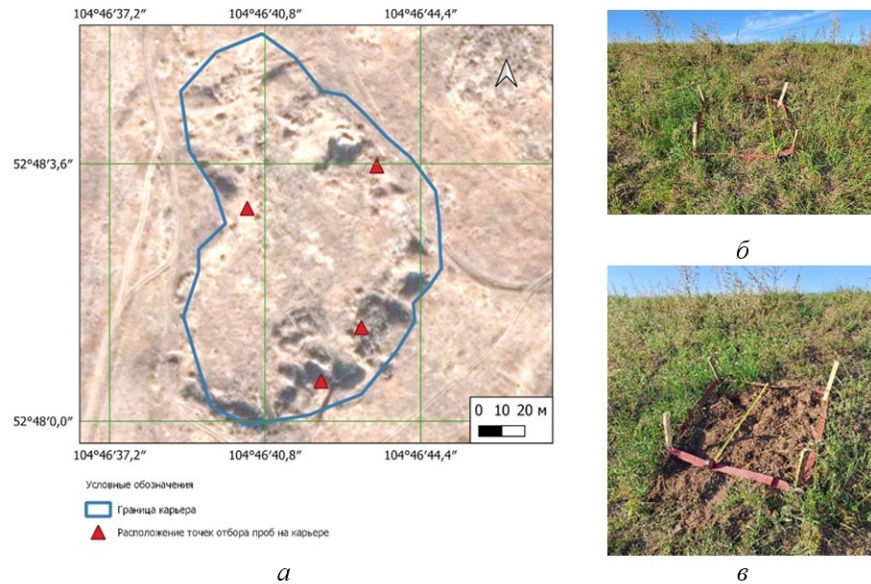 104°46′37,2″ 104°46′40,8″ 104°46′44,4″
52°48′3,6″
52°48′0,0″
0 10 20 м
104°46′37,2″ 104°46′40,8″ 104°46′44,4″
Условные обозначения
Граница карьера
Расположение точек отбора проб на карьере
а
б
в